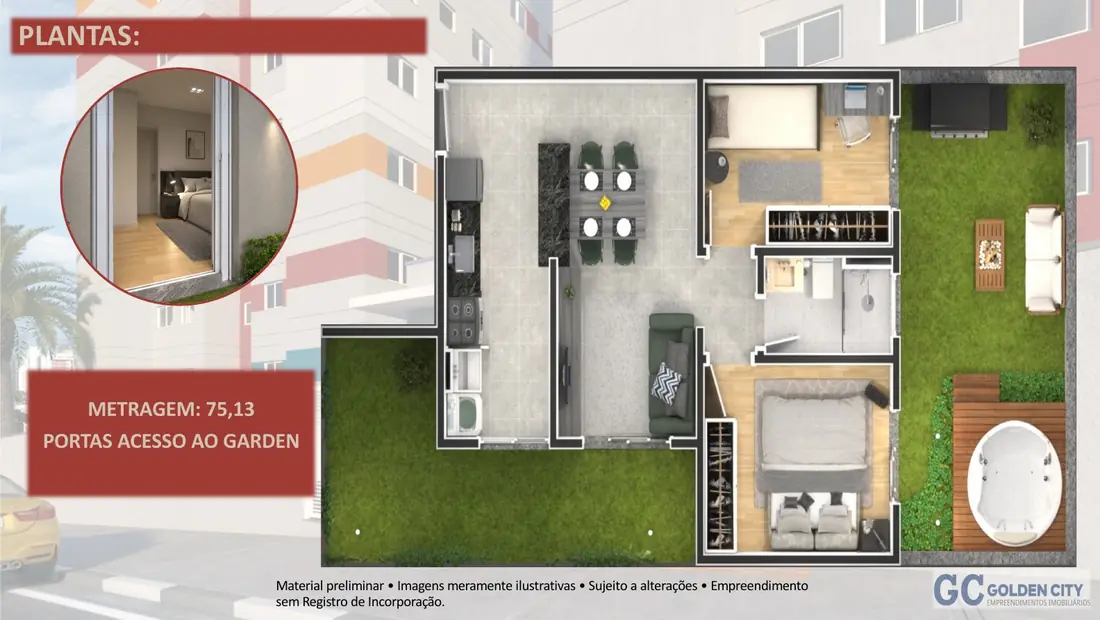 PLANTAS:
METRAGEM: 75,13
PORTAS ACESSO AO GARDEN
Material preliminar • Imagens meramente ilustrativas • Sujeito a alterações • Empreendimento
sem Registro de Incorporação.
GC GOLDEN CITY
EMPREENDIMENTOS IMOBILIÁRIOS